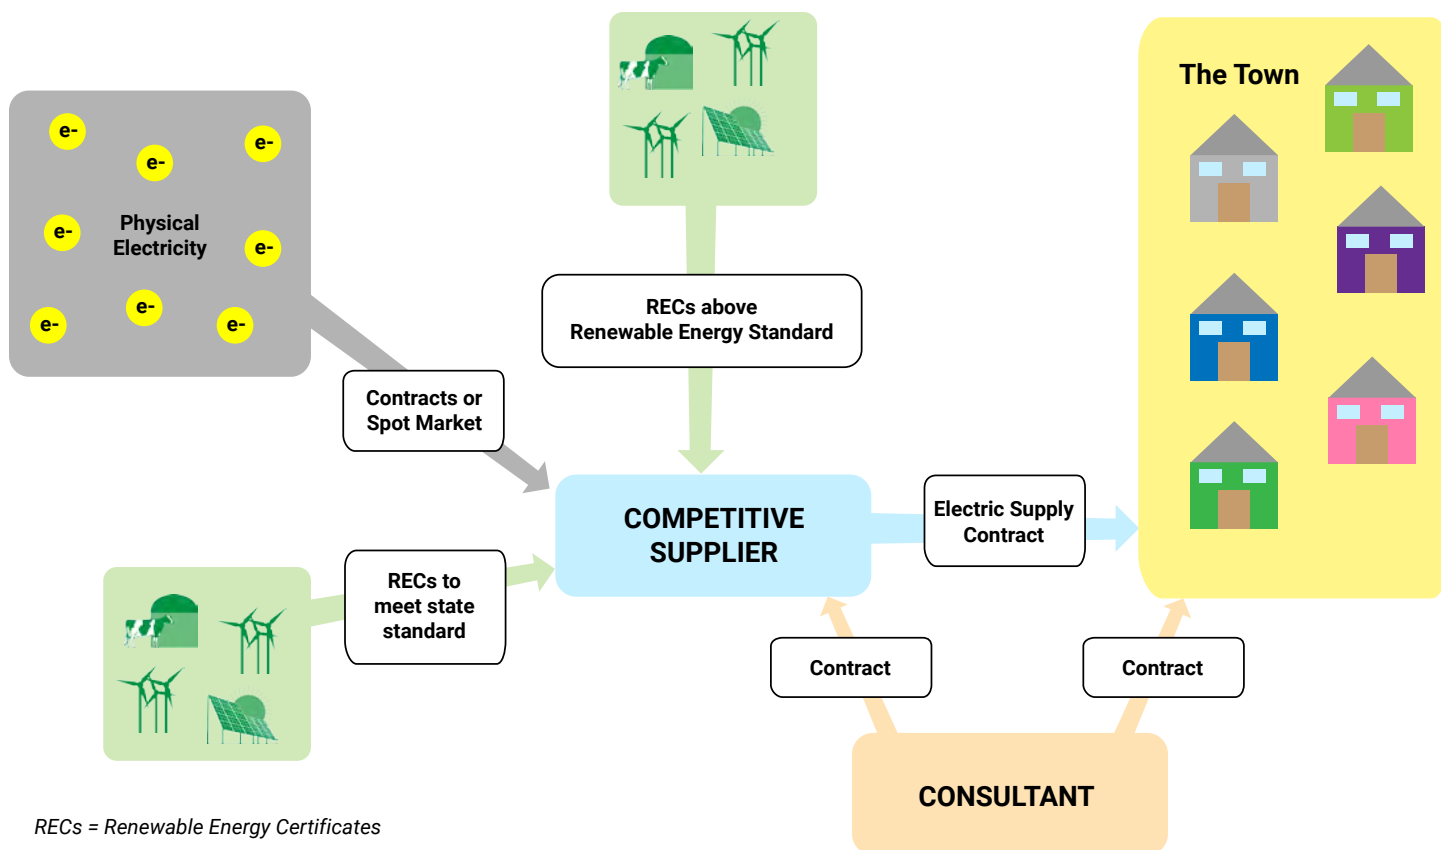 The Town
e-
e-
e-
Physical
Electricity
e-
e-
e-
e-
e-
RECs above
Renewable Energy Standard
Contracts or
Spot Market
COMPETITIVE
SUPPLIER
Electric Supply
Contract
RECs to
meet state
standard
Contract
Contract
CONSULTANT
RECs = Renewable Energy Certificates